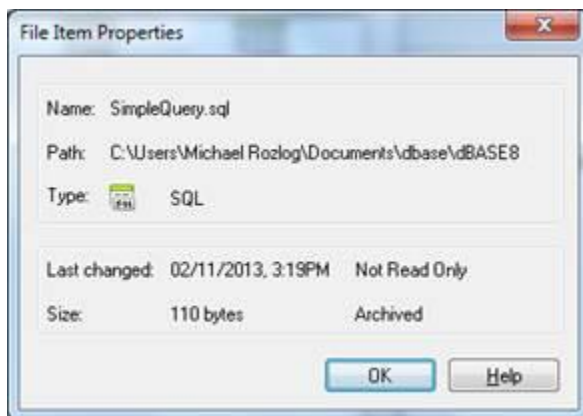 File Item Properties
Name: SimpleQuery.sql
Path: C:\Users\Michael Rozlog\Documents\dbase\dBASE8
Type: SQL
Last changed: 02/11/2013, 3:19PM Not Read Only
Size: 110 bytes Archived
OK Help